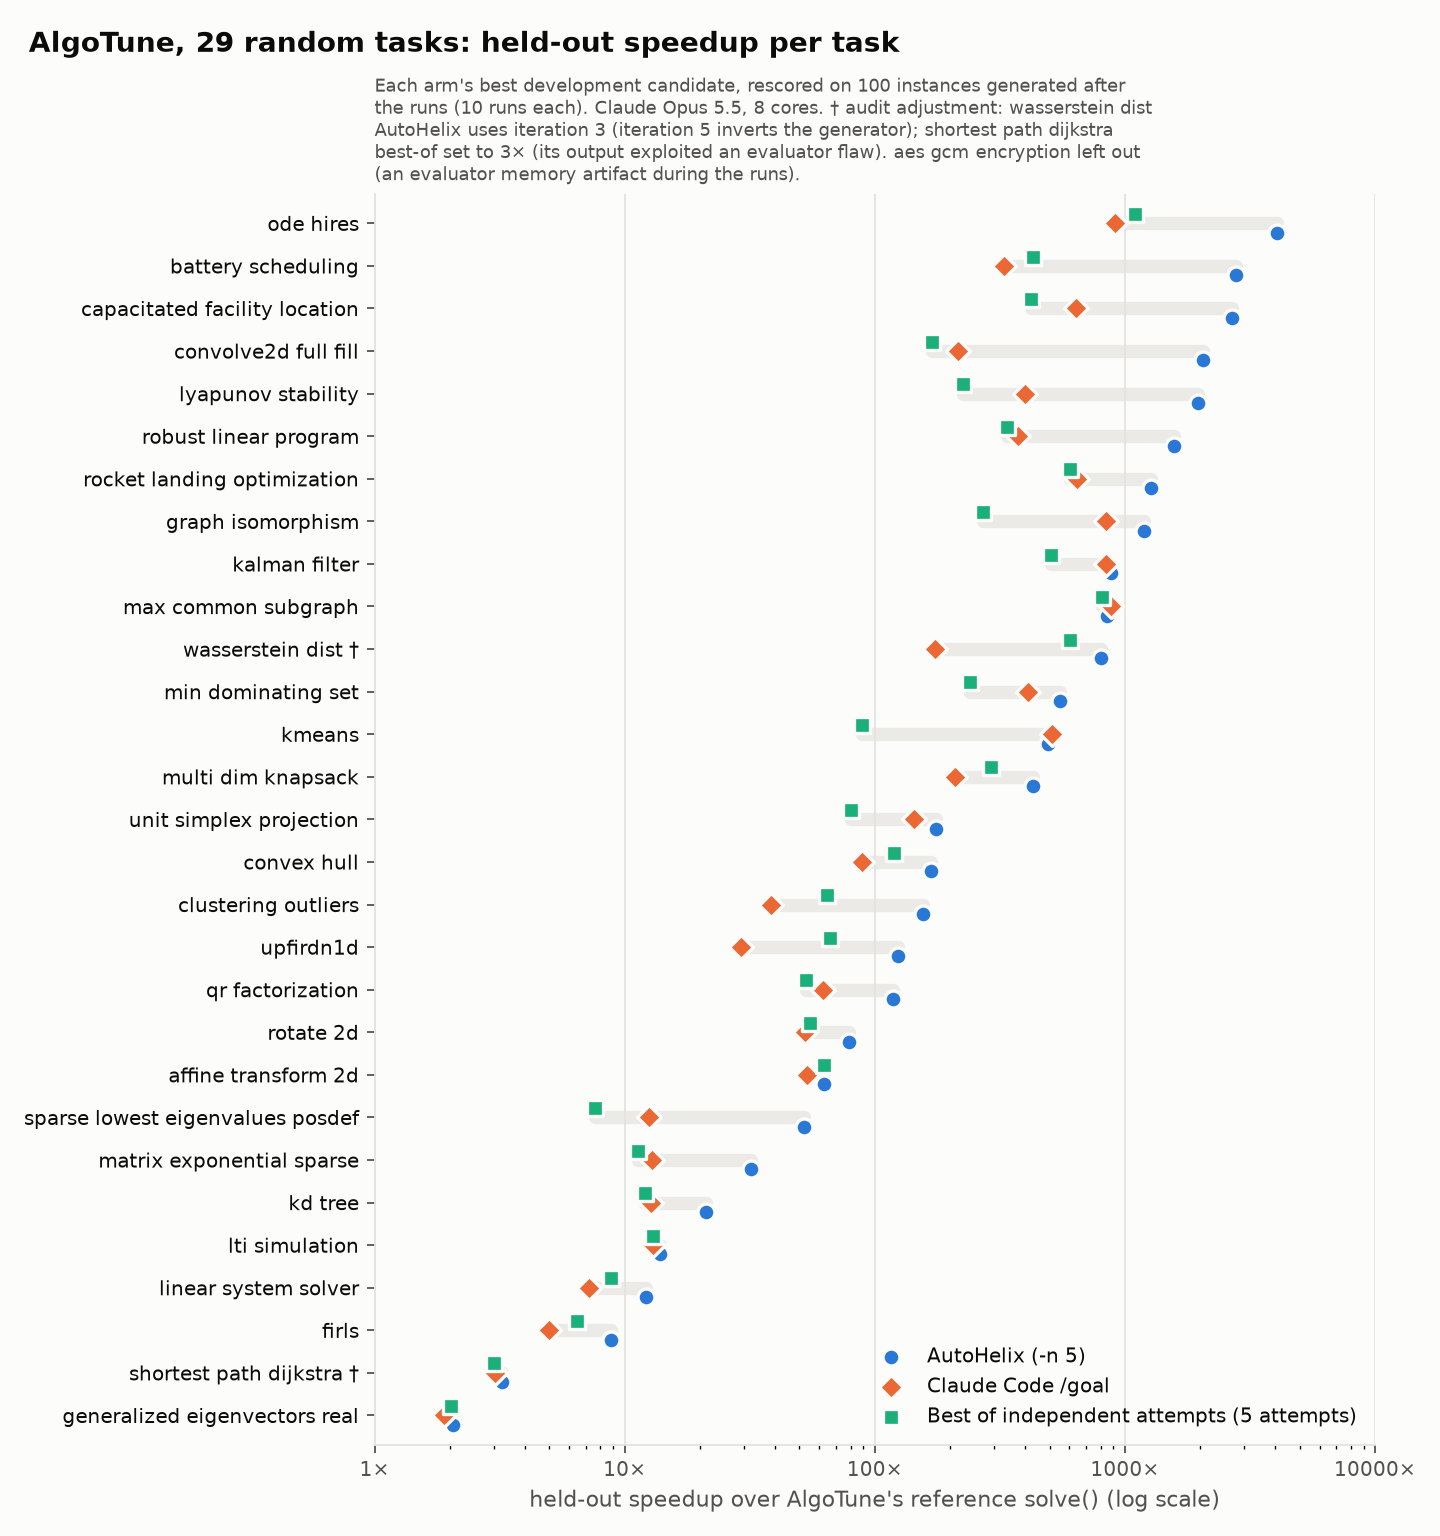 AlgoTune, 29 random tasks: held-out speedup per task
Each arm's best development candidate, rescored on 100 instances generated after
the runs (10 runs each). Claude Opus 5.5, 8 cores. † audit adjustment: wasserstein dist
AutoHelix uses iteration 3 (iteration 5 inverts the generator); shortest path dijkstra
best-of set to 3× (its output exploited an evaluator flaw). aes gcm encryption left out
(an evaluator memory artifact during the runs).
ode hires
battery scheduling
capacitated facility location
convolve2d full fill
lyapunov stability
robust linear program
rocket landing optimization
graph isomorphism
kalman filter
max common subgraph
wasserstein dist †
min dominating set
kmeans
multi dim knapsack
unit simplex projection
convex hull
clustering outliers
upfirdn1d
qr factorization
rotate 2d
affine transform 2d
sparse lowest eigenvalues posdef
matrix exponential sparse
kd tree
lti simulation
linear system solver
firls
shortest path dijkstra †
generalized eigenvectors real
AutoHelix (-n 5)
Claude Code /goal
Best of independent attempts (5 attempts)
1× 10× 100× 1000× 10000×
held-out speedup over AlgoTune's reference solve() (log scale)